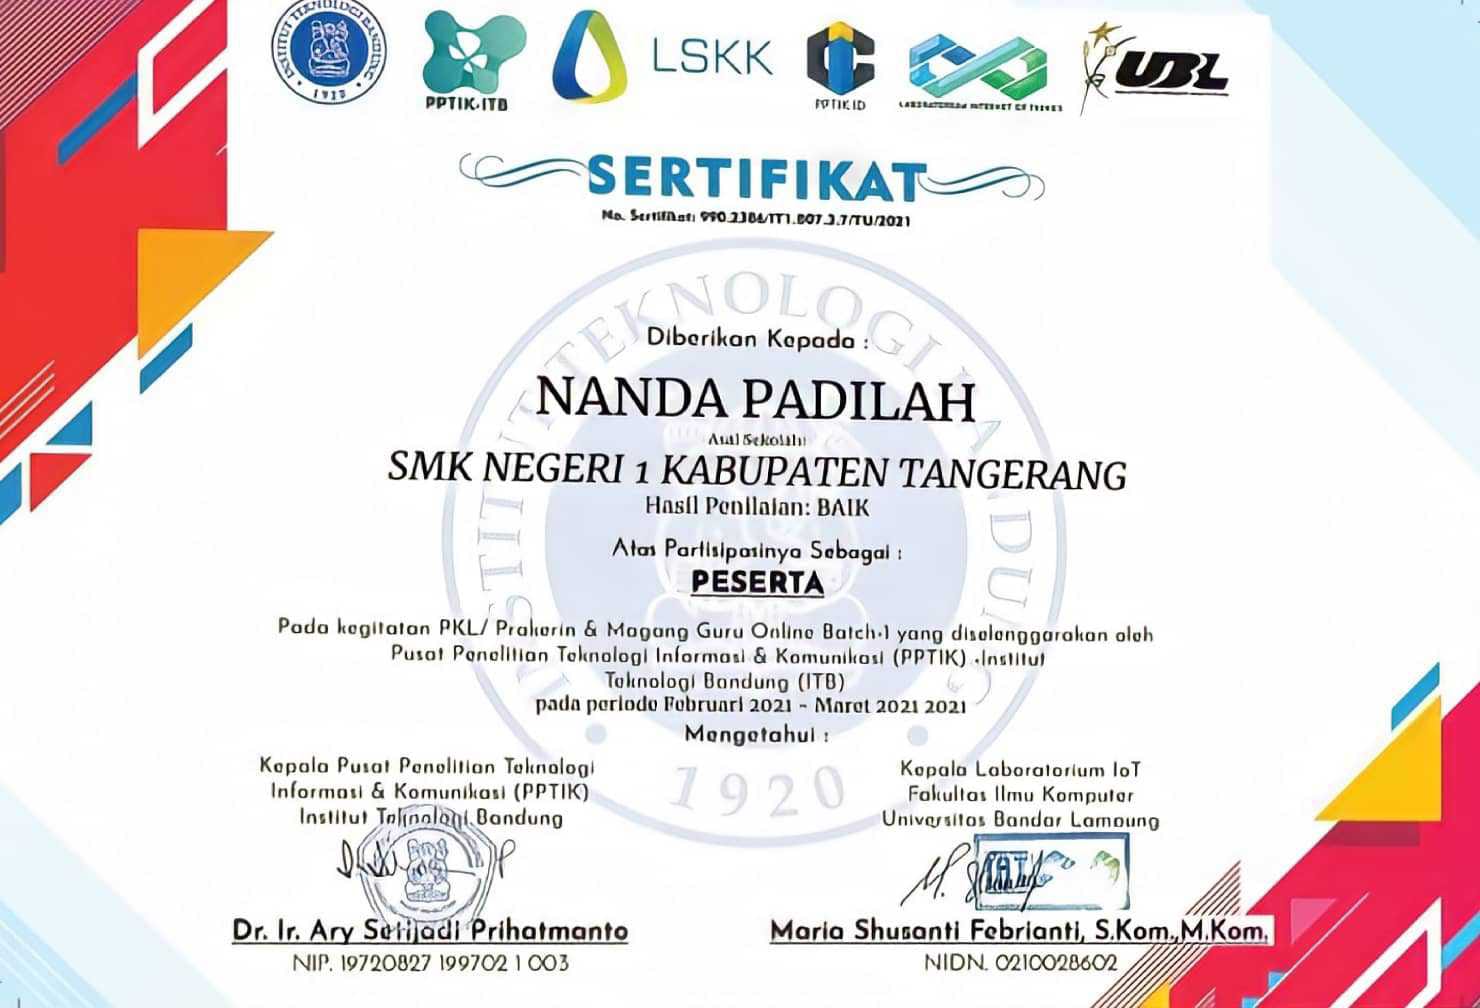 INSTITUT TEKNOLOGI BANDUNG
1920
PPTIK-ITB
LSKK
PPTIK ID
LABORATORIUM INTERNET OF THINGS
UBL
SERTIFIKAT
No. Sertifikat: 990.2386/IT1.B07.3.7/TU/2021
Diberikan Kepada :
NANDA PADILAH
Asal Sekolah:
SMK NEGERI 1 KABUPATEN TANGERANG
Hasil Penilaian: BAIK
Atas Partisipasinya Sebagai :
PESERTA
Pada kegitatan PKL/ Prakerin & Magang Guru Online Batch-1 yang diselenggarakan oleh
Pusat Penelitian Teknologi Informasi & Komunikasi (PPTIK) -Institut
Teknologi Bandung (ITB)
pada periode Februari 2021 - Maret 2021 2021
Mengetahui :
Kepala Pusat Penelitian Teknologi
Informasi & Komunikasi (PPTIK)
Institut Teknologi Bandung
Dr. Ir. Ary Setijadi Prihatmanto
NIP. 19720827 199702 1 003
Kepala Laboratorium IoT
Fakultas Ilmu Komputer
Universitas Bandar Lampung
Maria Shusanti Febrianti, S.Kom.,M.Kom.
NIDN. 0210028602
INSTITUT TEKNOLOGI BANDUNG
1920